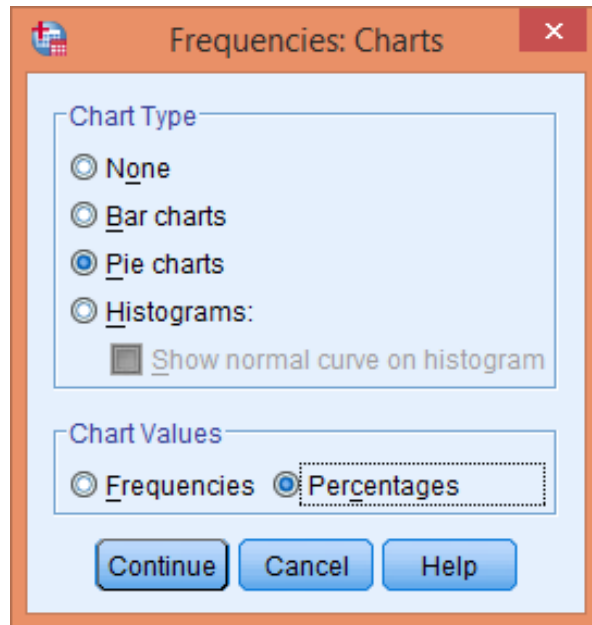 Frequencies: Charts
Chart Type
None
Bar charts
Pie charts
Histograms:
Show normal curve on histogram
Chart Values
Frequencies Percentages
Continue Cancel Help